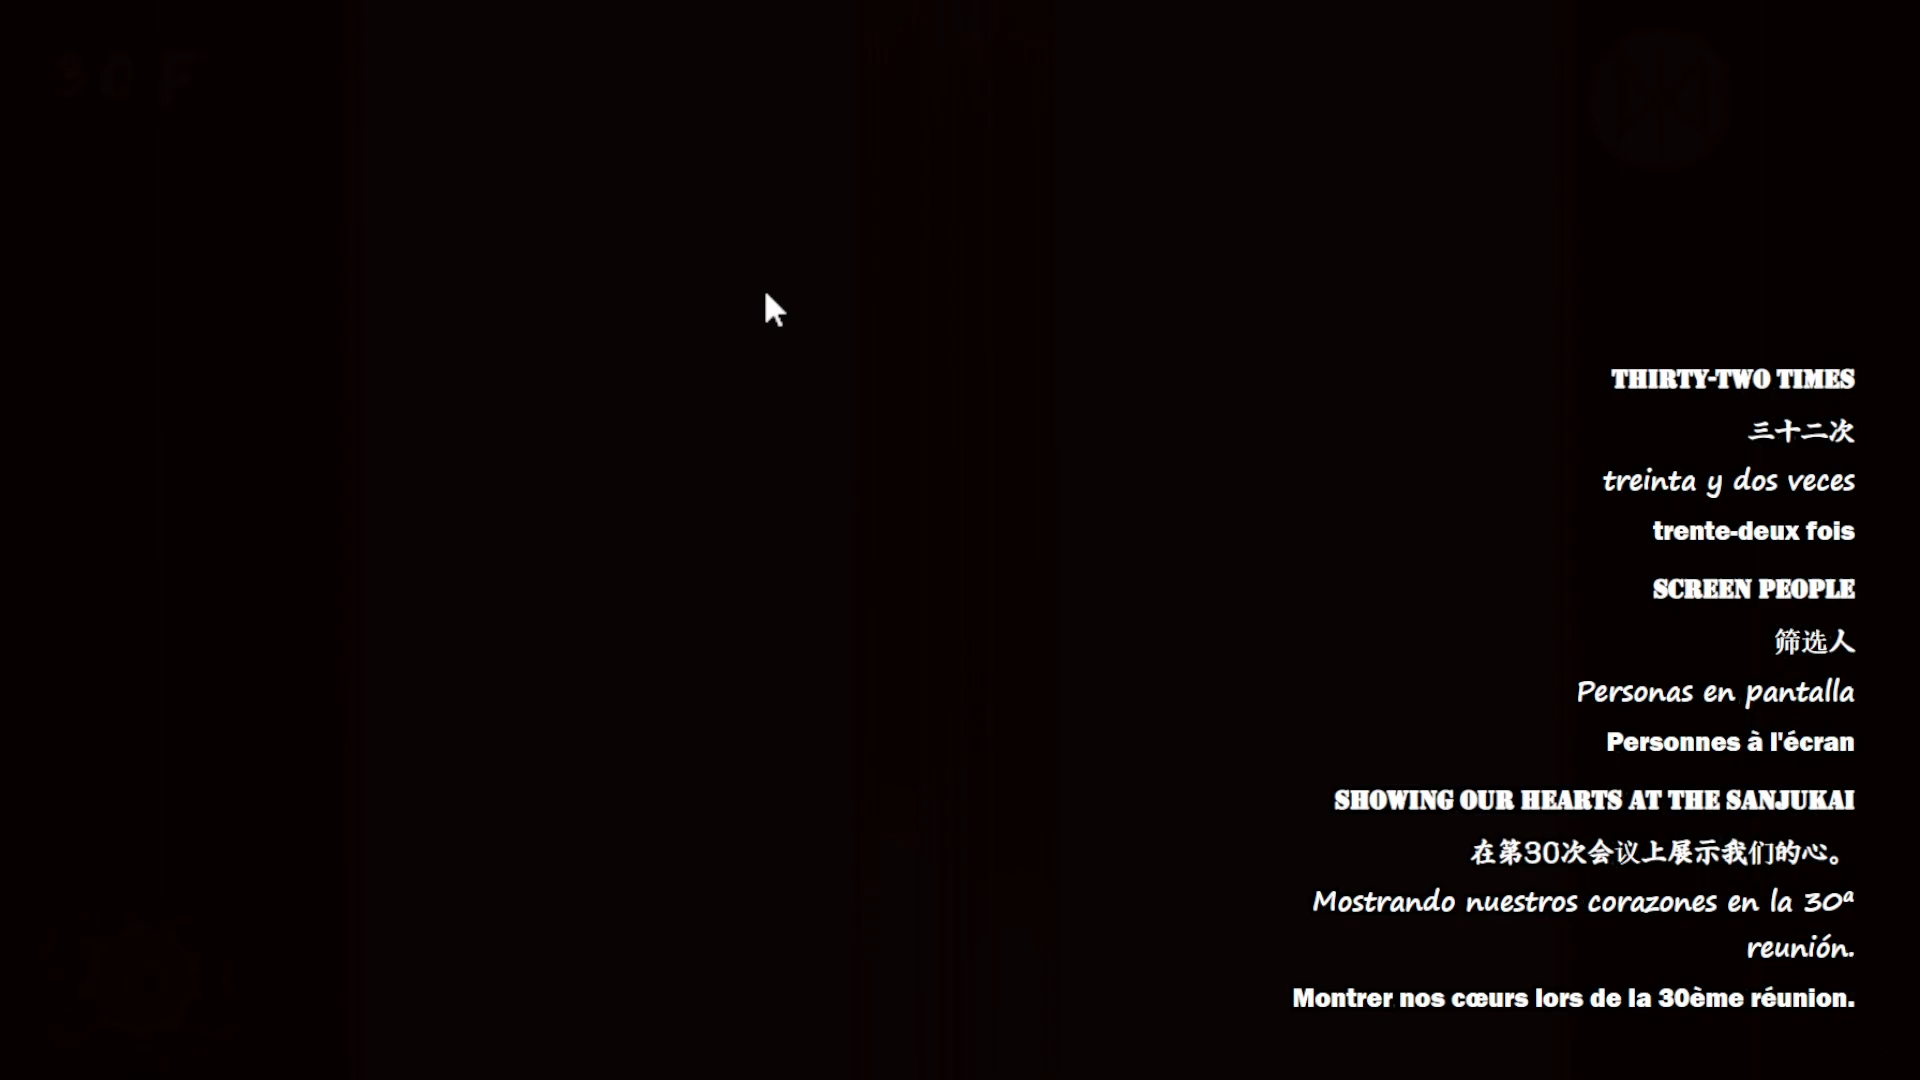 THIRTY-TWO TIMES
三十二次
treinta y dos veces
trente-deux fois
SCREEN PEOPLE
筛选人
Personas en pantalla
Personnes à l'écran
SHOWING OUR HEARTS AT THE SANJUKAI
在第30次会议上展示我们的心。
Mostrando nuestros corazones en la 30ª
reunión.
Montrer nos cœurs lors de la 30ème réunion.